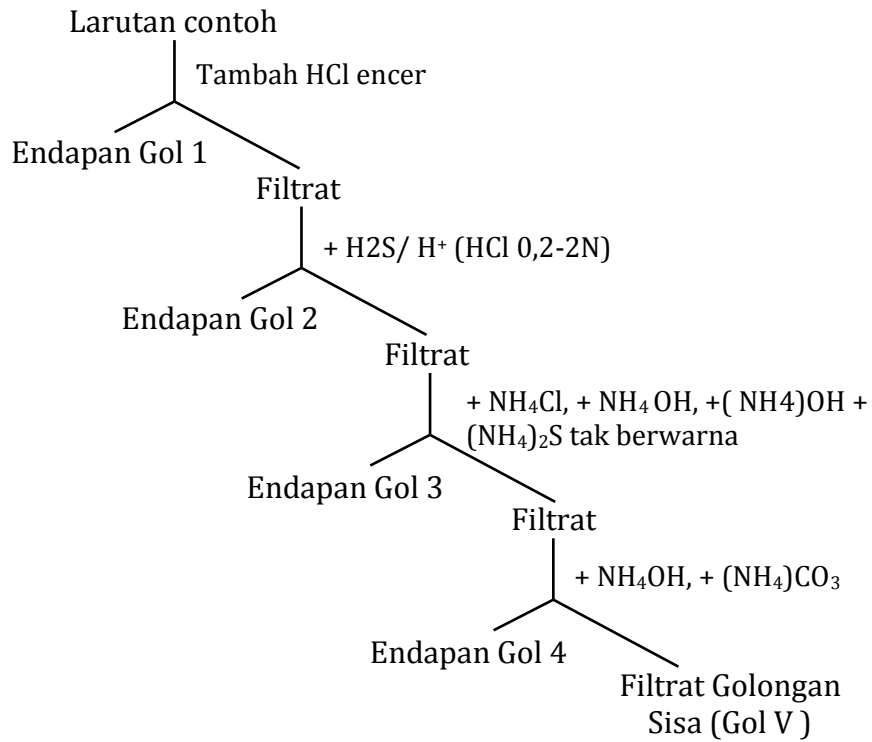 Larutan contoh
Tambah HCl encer
Endapan Gol 1
Filtrat
+ H2S/ H⁺ (HCl 0,2-2N)
Endapan Gol 2
Filtrat
+ NH₄Cl, + NH₄ OH, +( NH4)OH +
(NH₄)₂S tak berwarna
Endapan Gol 3
Filtrat
+ NH₄OH, + (NH₄)CO₃
Endapan Gol 4
Filtrat Golongan
Sisa (Gol V )